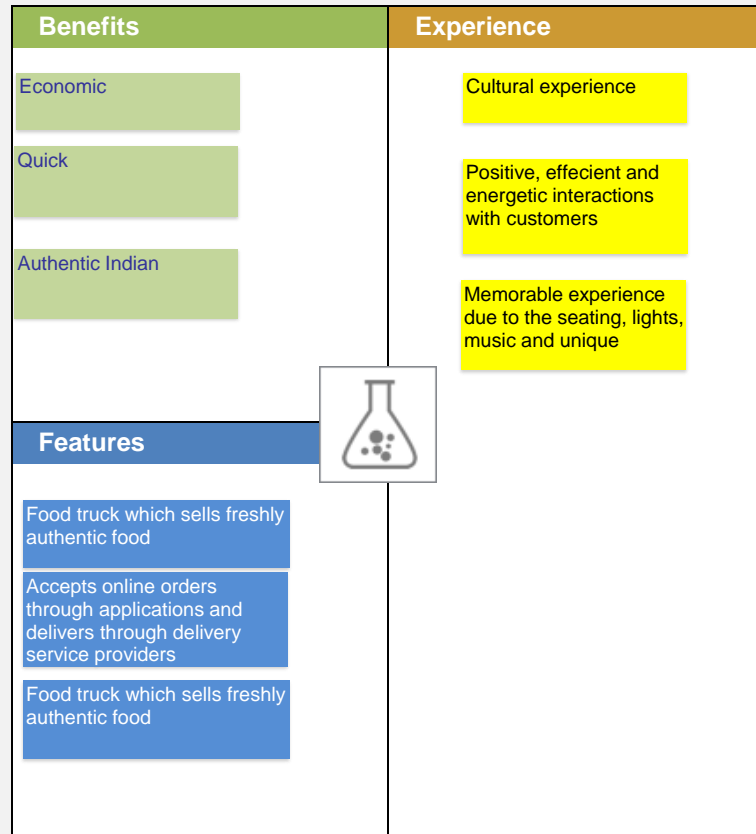 Benefits
Economic
Quick
Authentic Indian
Features
Food truck which sells freshly
authentic food
Accepts online orders
through applications and
delivers through delivery
service providers
Food truck which sells freshly
authentic food
Experience
Cultural experience
Positive, effecient and
energetic interactions
with customers
Memorable experience
due to the seating, lights,
music and unique